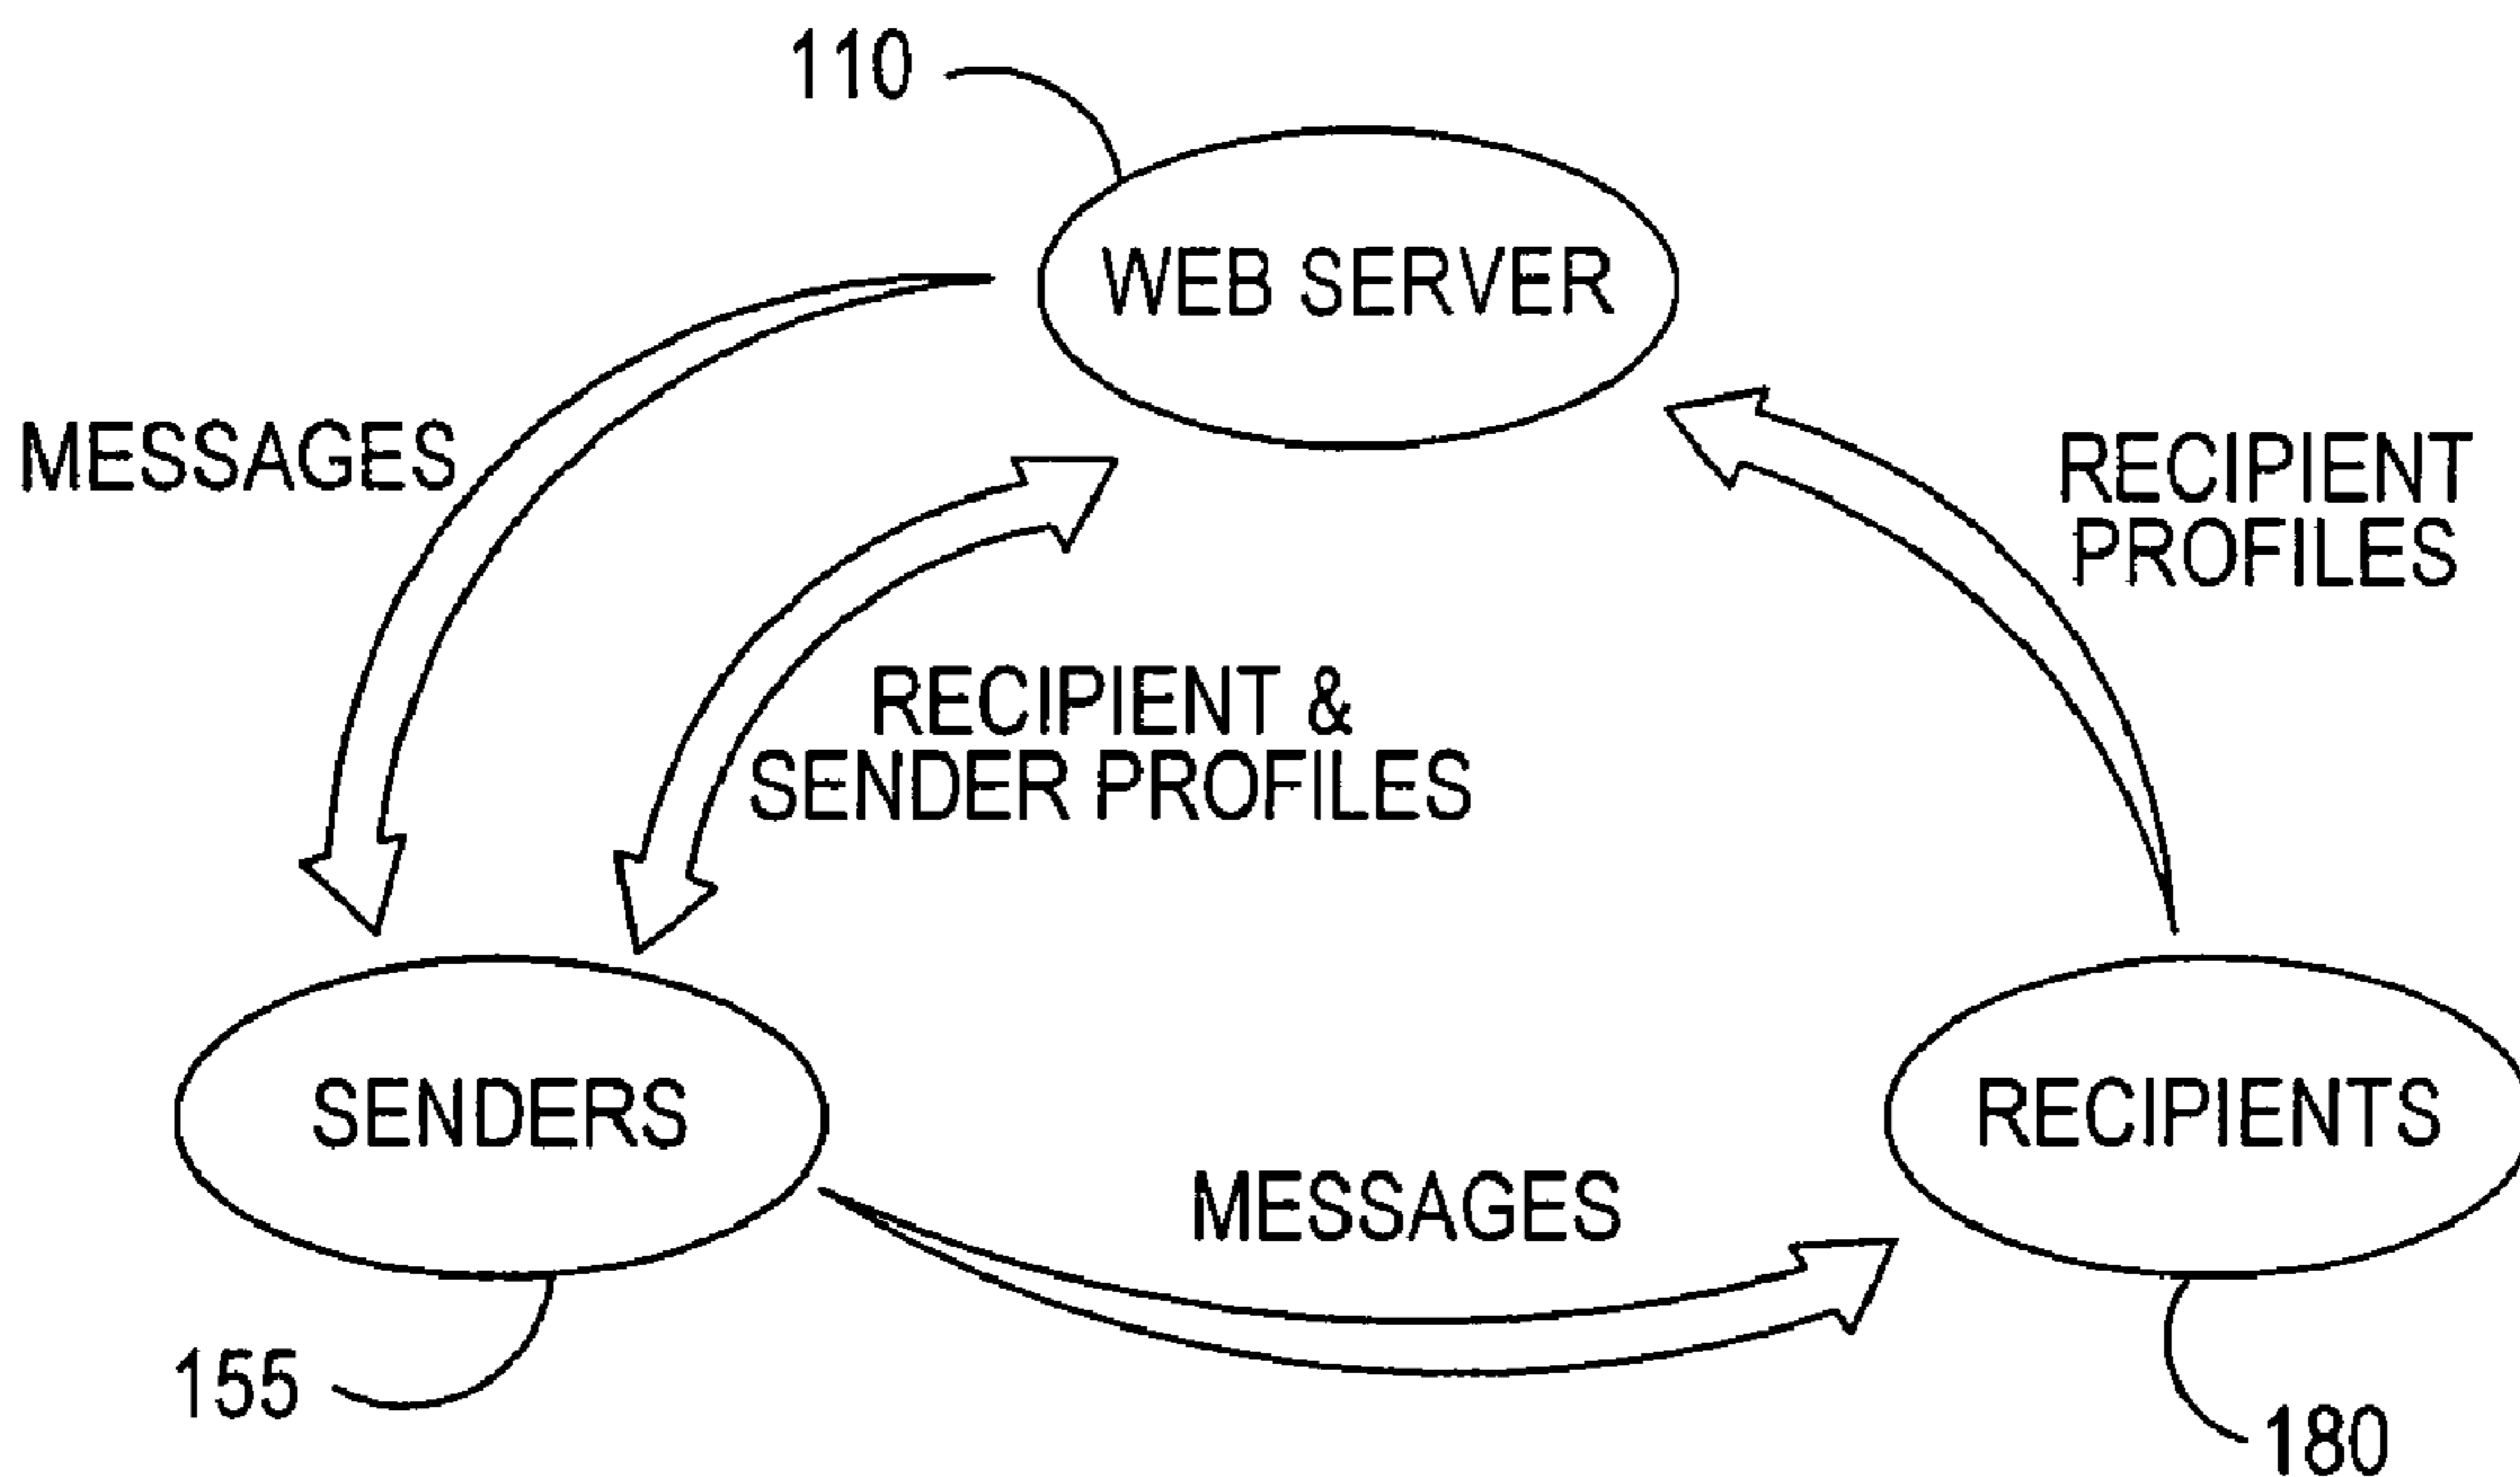 110
WEB SERVER
MESSAGES
RECIPIENT
PROFILES
RECIPIENT &
SENDER PROFILES
SENDERS
RECIPIENTS
MESSAGES
155
180